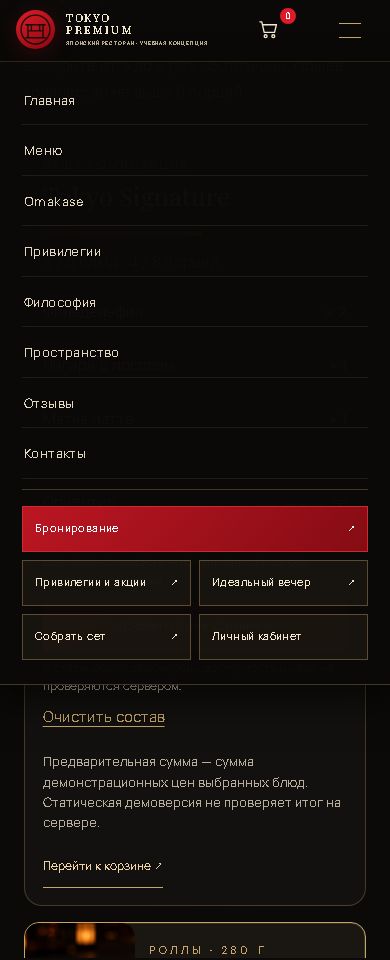 TOKYO
PREMIUM
ЯПОНСКИЙ РЕСТОРАН · УЧЕБНАЯ КОНЦЕПЦИЯ
0
Главная
Меню
Omakase
Привилегии
Философия
Пространство
Отзывы
Контакты
Бронирование ↗
Привилегии и акции ↗ Идеальный вечер ↗
Собрать сет ↗ Личный кабинет
проверяются сервером.
Очистить состав
Предварительная сумма — сумма
демонстрационных цен выбранных блюд.
Статическая демоверсия не проверяет итог на
сервере.
Перейти к корзине ↗
РОЛЛЫ · 280 Г